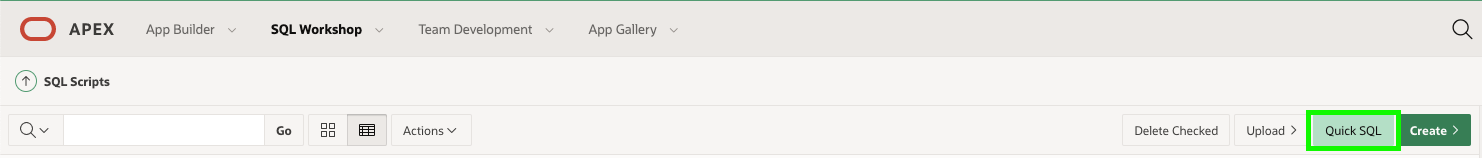 APEX App Builder SQL Workshop Team Development App Gallery
SQL Scripts
Go Actions Delete Checked Upload Quick SQL Create